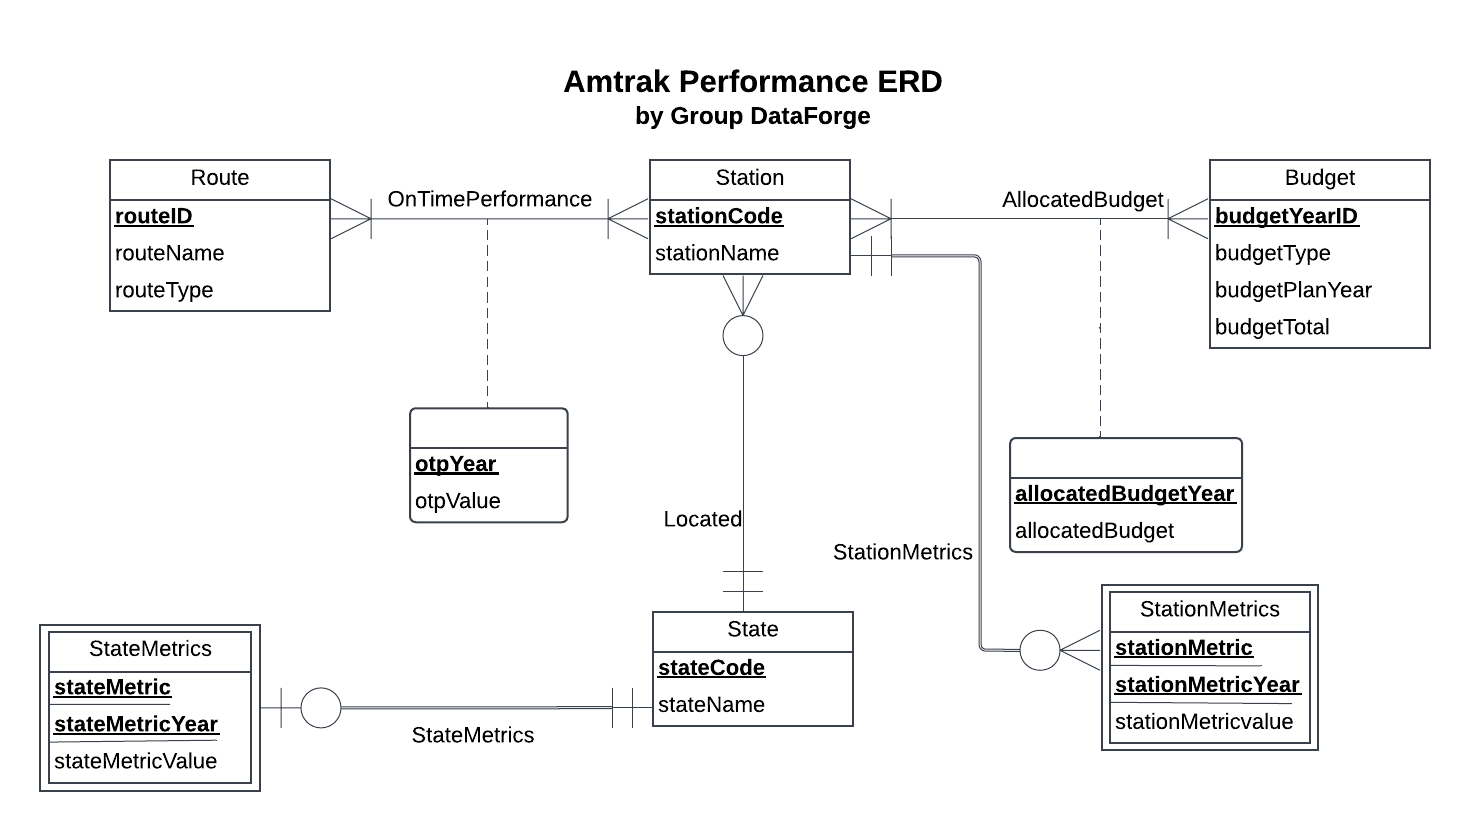 Amtrak Performance ERD
by Group DataForge
Route
routeID
routeName
routeType
OnTimePerformance
Station
stationCode
stationName
AllocatedBudget
Budget
budgetYearID
budgetType
budgetPlanYear
budgetTotal
otpYear
otpValue
allocatedBudgetYear
allocatedBudget
Located
StationMetrics
StateMetrics
stateMetric
stateMetricYear
stateMetricValue
StateMetrics
State
stateCode
stateName
StationMetrics
stationMetric
stationMetricYear
stationMetricvalue